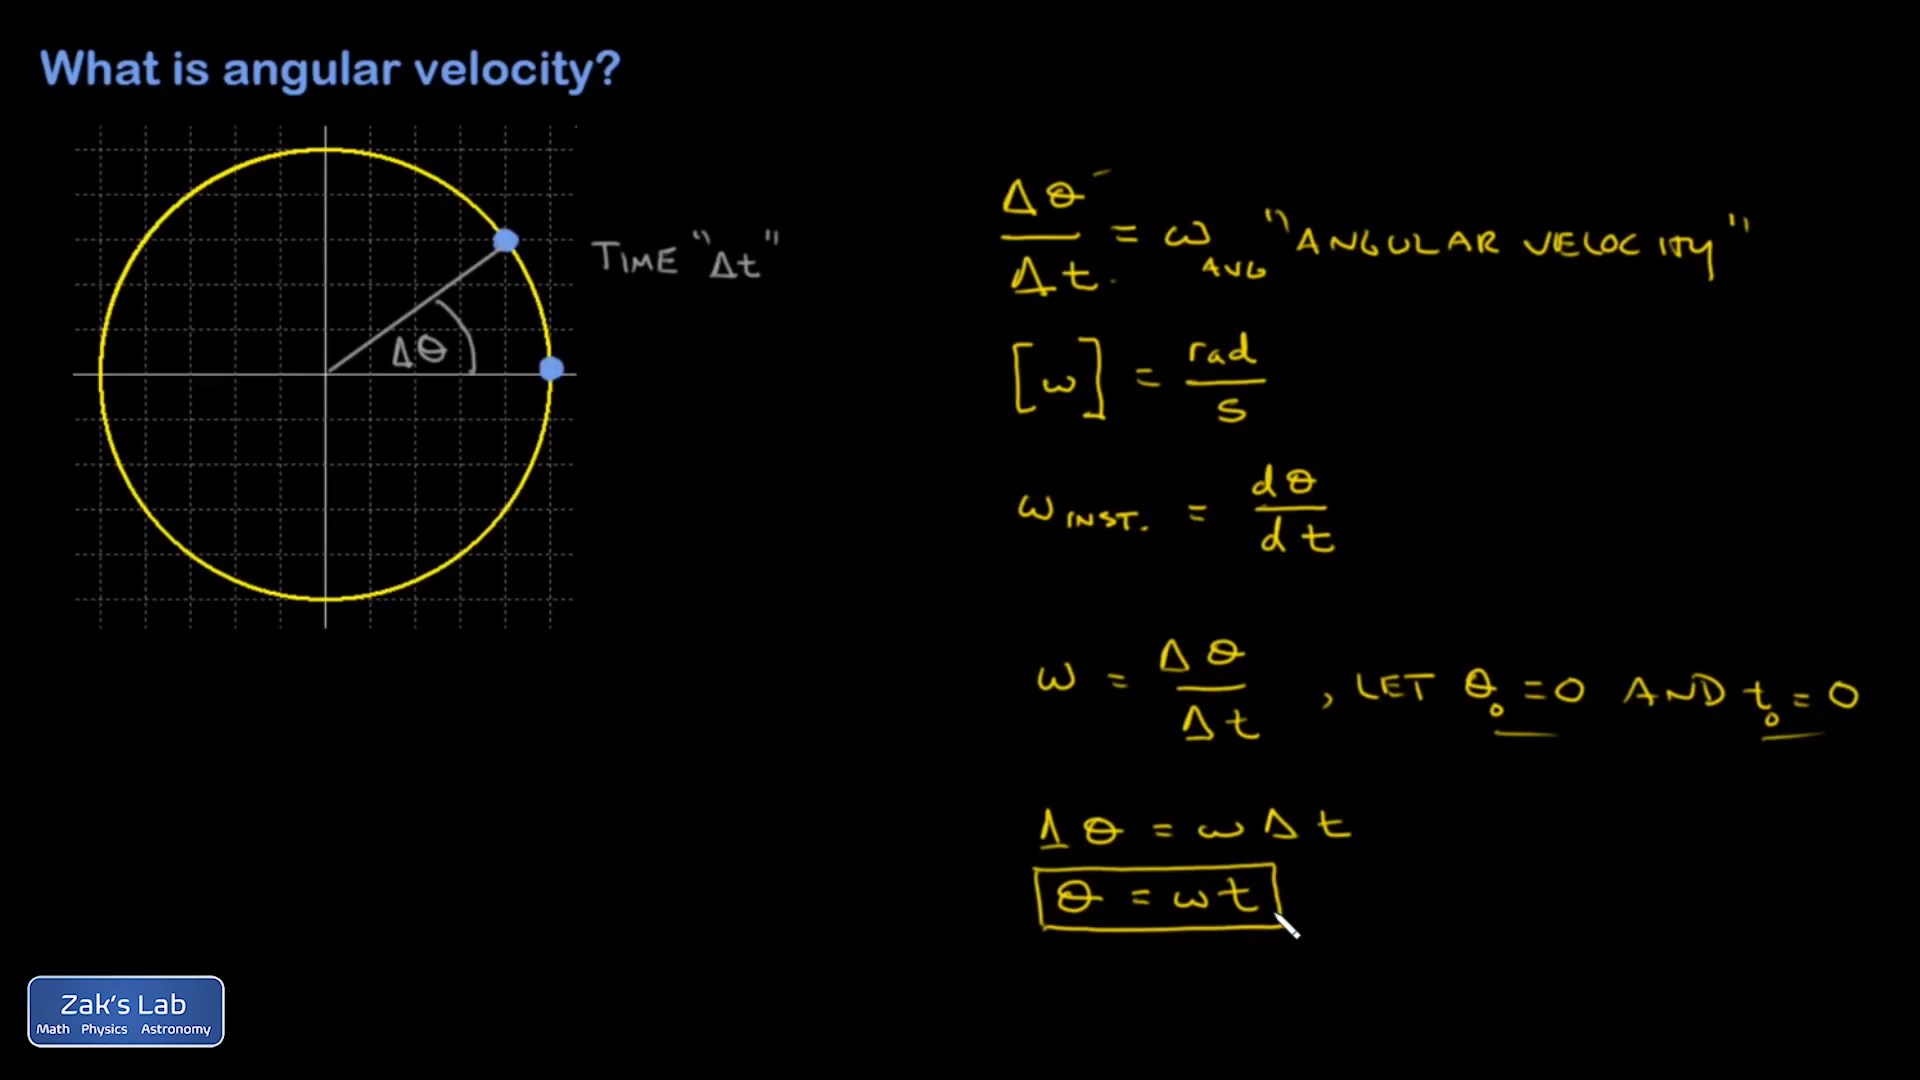 What is angular velocity?
TIME "Δt"
Δθ
Δθ/Δt = ω AVG "ANGULAR VELOCITY"
[ω] = rad/s
ω INST. = dθ/dt
ω = Δθ/Δt , LET θ₀ = 0 AND t₀ = 0
Δθ = ωΔt
θ = ωt
Zak's Lab
Math Physics Astronomy